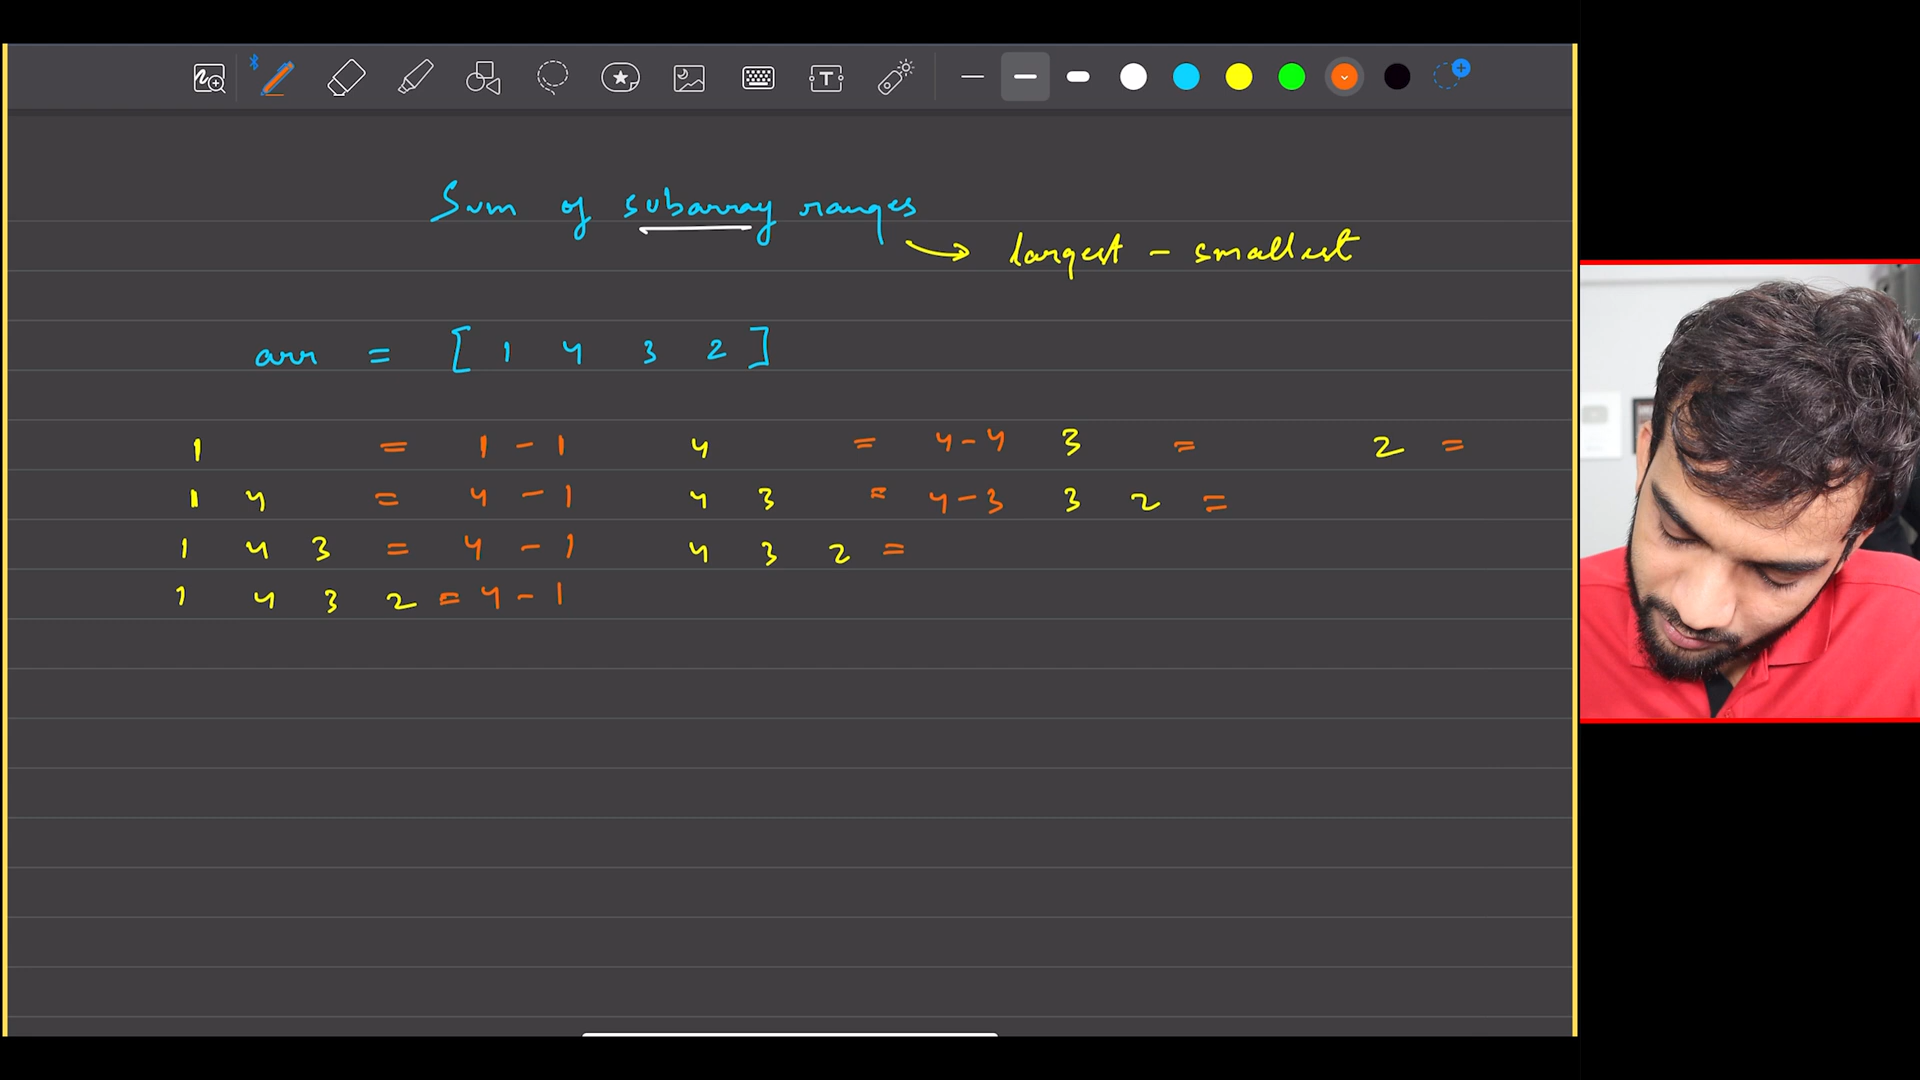 Sum of subarray ranges
largest - smallest
arr = [ 1 4 3 2 ]
1 = 1 - 1 4 = 4 - 4 3 = 2 =
1 4 = 4 - 1 4 3 = 4 - 3 3 2 =
1 4 3 = 4 - 1 4 3 2 =
1 4 3 2 = 4 - 1